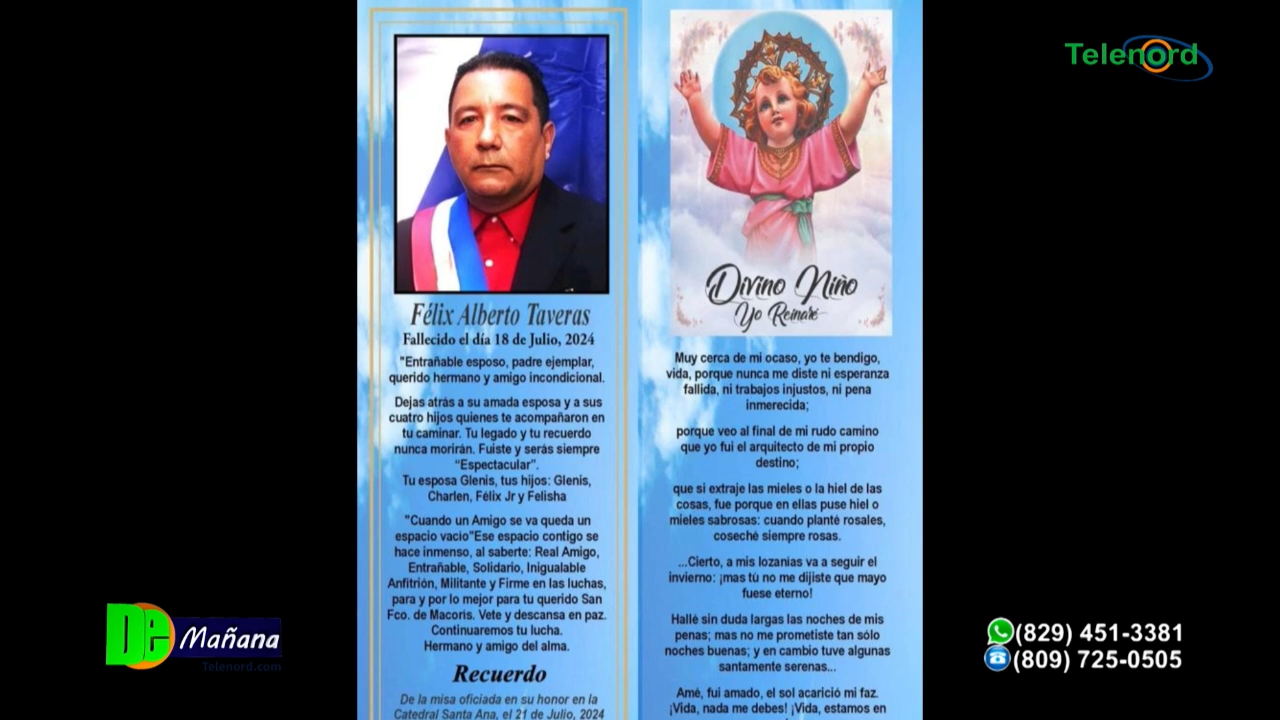 Félix Alberto Taveras
Fallecido el día 18 de Julio, 2024
"Entrañable esposo, padre ejemplar,
querido hermano y amigo incondicional.
Dejas atrás a su amada esposa y a sus
cuatro hijos quienes te acompañaron en
tu caminar. Tu legado y tu recuerdo
nunca morirán. Fuiste y serás siempre
“Espectacular”.
Tu esposa Glenis, tus hijos: Glenis,
Charlen, Félix Jr y Felisha
"Cuando un Amigo se va queda un
espacio vacio"Ese espacio contigo se
hace inmenso, al saberte: Real Amigo,
Entrañable, Solidario, Inigualable
Anfitrión, Militante y Firme en las luchas,
para y por lo mejor para tu querido San
Fco. de Macorís. Vete y descansa en paz.
Continuaremos tu lucha.
Hermano y amigo del alma.
Recuerdo
De la misa oficiada en su honor en la
Catedral Santa Ana, el 21 de Julio, 2024
Divino Niño
Yo Reinaré
Muy cerca de mi ocaso, yo te bendigo,
vida, porque nunca me diste ni esperanza
fallida, ni trabajos injustos, ni pena
inmerecida;
porque veo al final de mi rudo camino
que yo fui el arquitecto de mi propio
destino;
que si extraje las mieles o la hiel de las
cosas, fue porque en ellas puse hiel o
mieles sabrosas: cuando planté rosales,
coseché siempre rosas.
...Cierto, a mis lozanías va a seguir el
invierno: ¡mas tú no me dijiste que mayo
fuese eterno!
Hallé sin duda largas las noches de mis
penas; mas no me prometiste tan sólo
noches buenas; y en cambio tuve algunas
santamente serenas...
Amé, fui amado, el sol acarició mi faz.
¡Vida, nada me debes! ¡Vida, estamos en
Telenord
De Mañana
Telenord.com
(829) 451-3381
(809) 725-0505